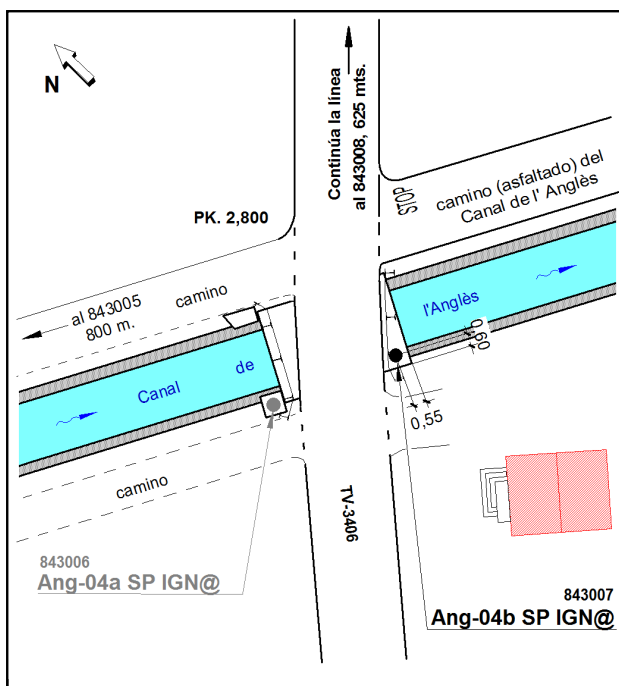 N
Continúa la línea
al 843008, 625 mts.
STOP
camino (asfaltado) del
Canal de l' Anglès
PK. 2,800
al 843005
800 m.
camino
l'Anglès
Canal de
0,60
0,55
camino
TV-3406
843006
Ang-04a SP IGN@
843007
Ang-04b SP IGN@